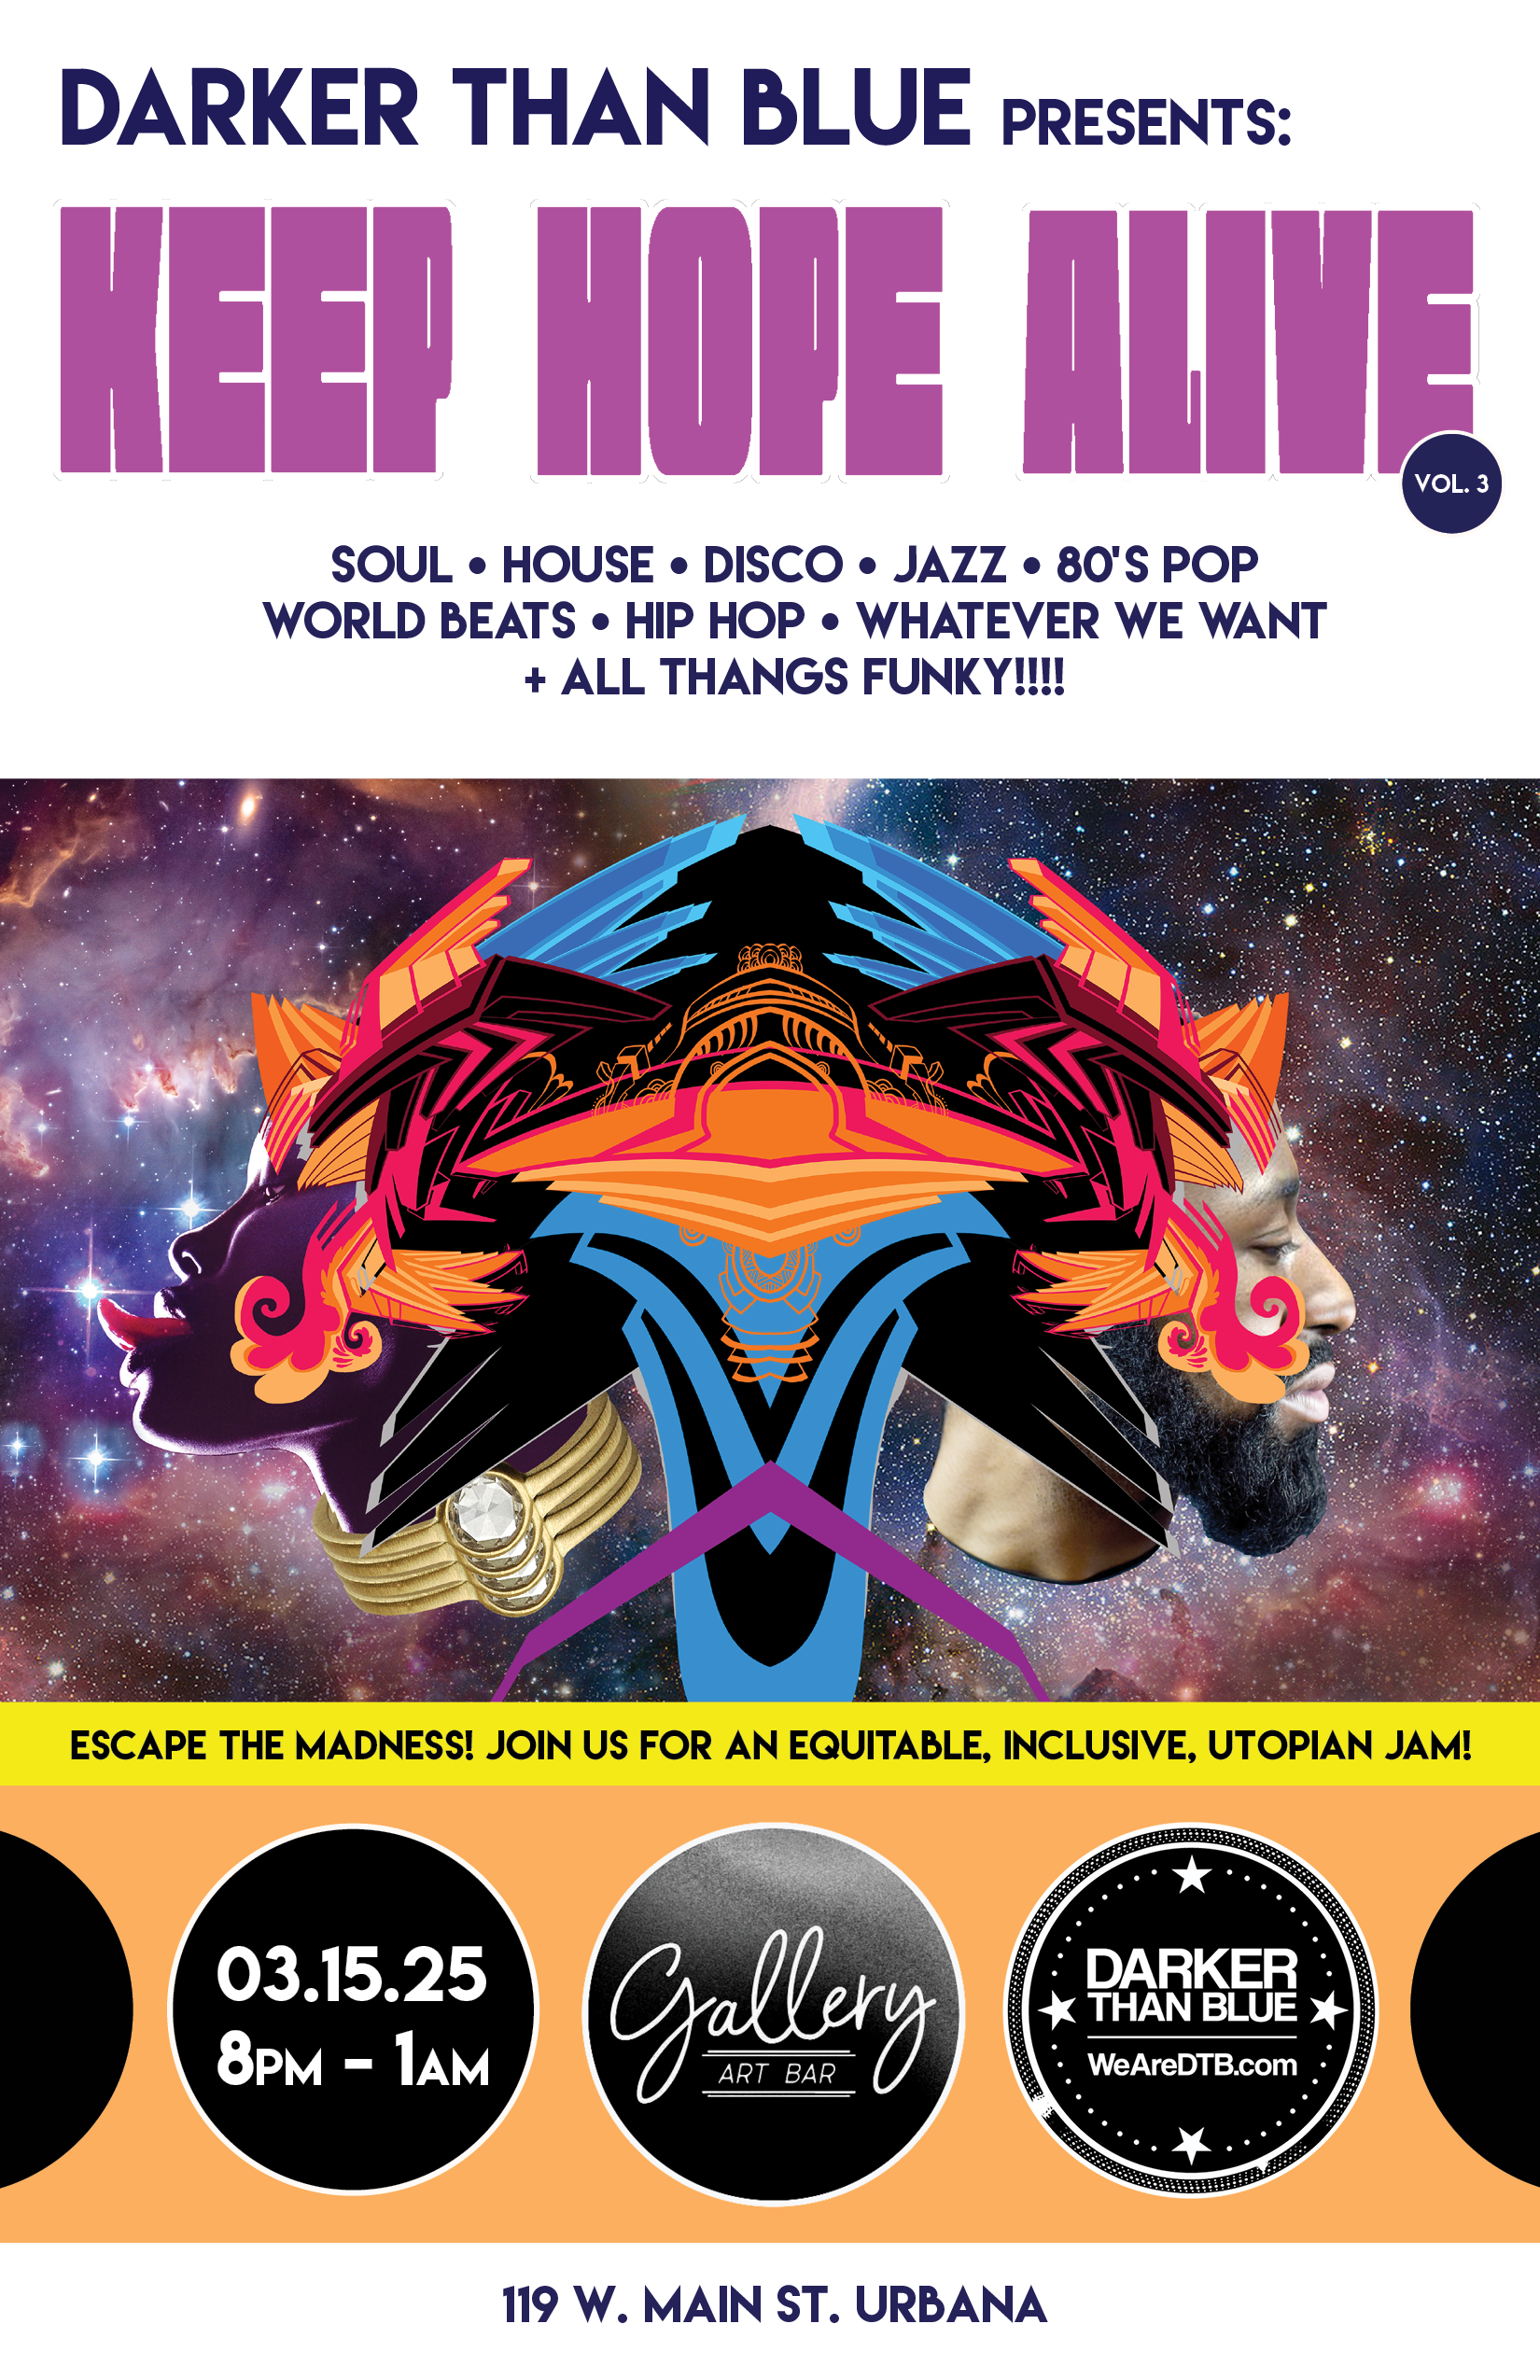 DARKER THAN BLUE PRESENTS:
KEEP HOPE ALIVE
VOL. 3
SOUL • HOUSE • DISCO • JAZZ • 80'S POP
WORLD BEATS • HIP HOP • WHATEVER WE WANT
+ ALL THANGS FUNKY!!!!
ESCAPE THE MADNESS! JOIN US FOR AN EQUITABLE, INCLUSIVE, UTOPIAN JAM!
03.15.25
8PM - 1AM
Gallery
ART BAR
DARKER
THAN BLUE
WeAreDTB.com
119 W. MAIN ST. URBANA